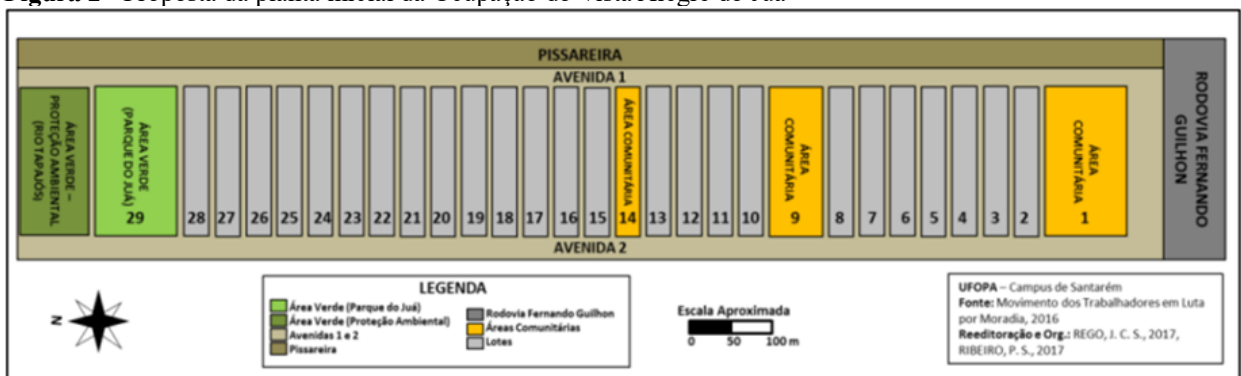 PISSAREIRA
AVENIDA 1
ÁREA VERDE –
PROTEÇÃO AMBIENTAL
(RIO TAPAJÓS)
ÁREA VERDE
(PARQUE DO JUÁ)
29
28
27
26
25
24
23
22
21
20
19
18
17
16
15
ÁREA COMUNITÁRIA
14
13
12
11
10
ÁREA
COMUNITÁRIA
9
8
7
6
5
4
3
2
ÁREA
COMUNITÁRIA
1
RODOVIA FERNANDO
GUILHON
AVENIDA 2
N
LEGENDA
Área Verde (Parque do Juá)
Área Verde (Proteção Ambiental)
Avenidas 1 e 2
Pissareira
Rodovia Fernando Guilhon
Áreas Comunitárias
Lotes
Escala Aproximada
0 50 100 m
UFOPA – Campus de Santarém
Fonte: Movimento dos Trabalhadores em Luta
por Moradia, 2016
Reeditoração e Org.: REGO, J. C. S., 2017,
RIBEIRO, P. S., 2017